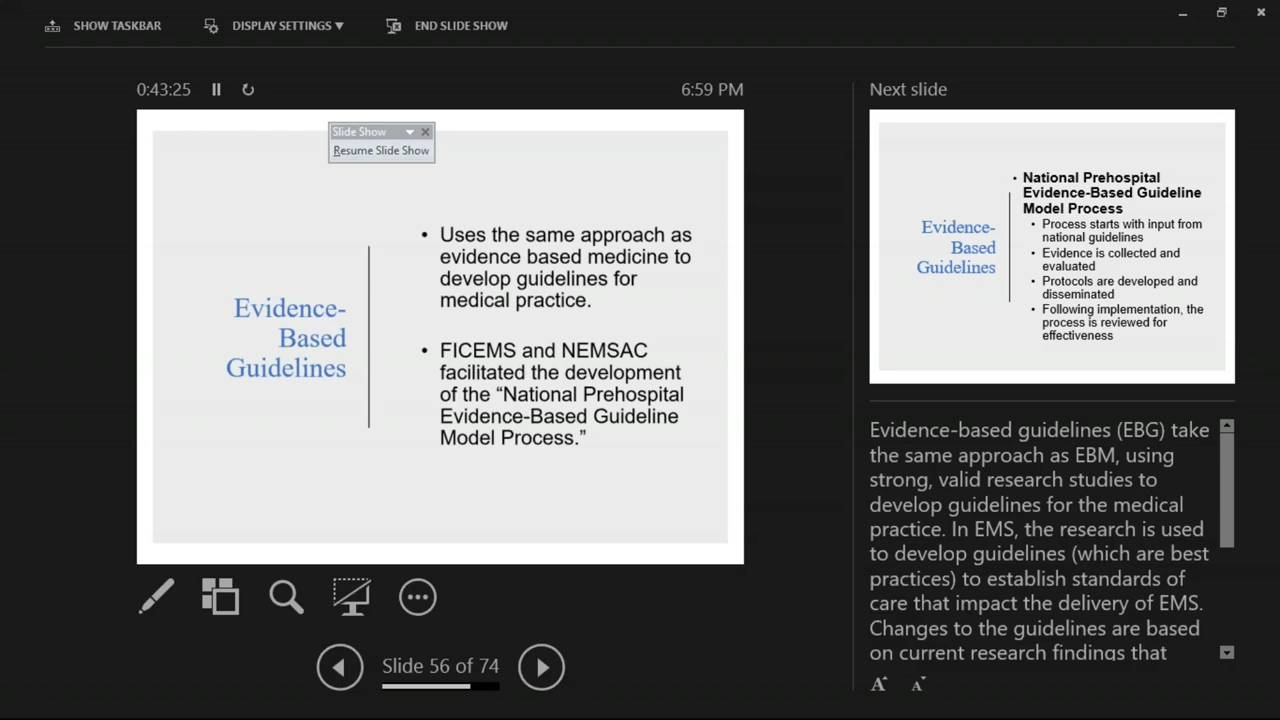 SHOW TASKBAR
DISPLAY SETTINGS ▼
END SLIDE SHOW
0:43:25
6:59 PM
Slide Show
Resume Slide Show
Evidence-
Based
Guidelines
• Uses the same approach as
evidence based medicine to
develop guidelines for
medical practice.
• FICEMS and NEMSAC
facilitated the development
of the “National Prehospital
Evidence-Based Guideline
Model Process.”
Slide 56 of 74
Next slide
Evidence-
Based
Guidelines
• National Prehospital
Evidence-Based Guideline
Model Process
• Process starts with input from
national guidelines
• Evidence is collected and
evaluated
• Protocols are developed and
disseminated
• Following implementation, the
process is reviewed for
effectiveness
Evidence-based guidelines (EBG) take
the same approach as EBM, using
strong, valid research studies to
develop guidelines for the medical
practice. In EMS, the research is used
to develop guidelines (which are best
practices) to establish standards of
care that impact the delivery of EMS.
Changes to the guidelines are based
on current research findings that
A A